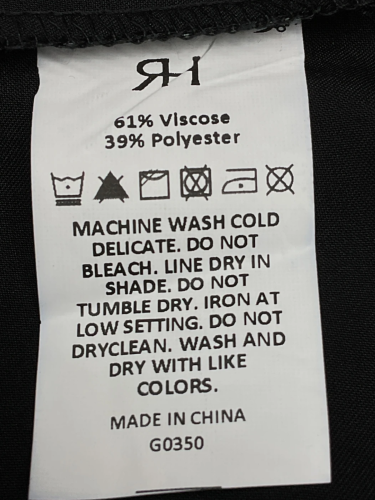 RH
61% Viscose
39% Polyester
MACHINE WASH COLD
DELICATE. DO NOT
BLEACH. LINE DRY IN
SHADE. DO NOT
TUMBLE DRY. IRON AT
LOW SETTING. DO NOT
DRYCLEAN. WASH AND
DRY WITH LIKE
COLORS.
MADE IN CHINA
G0350